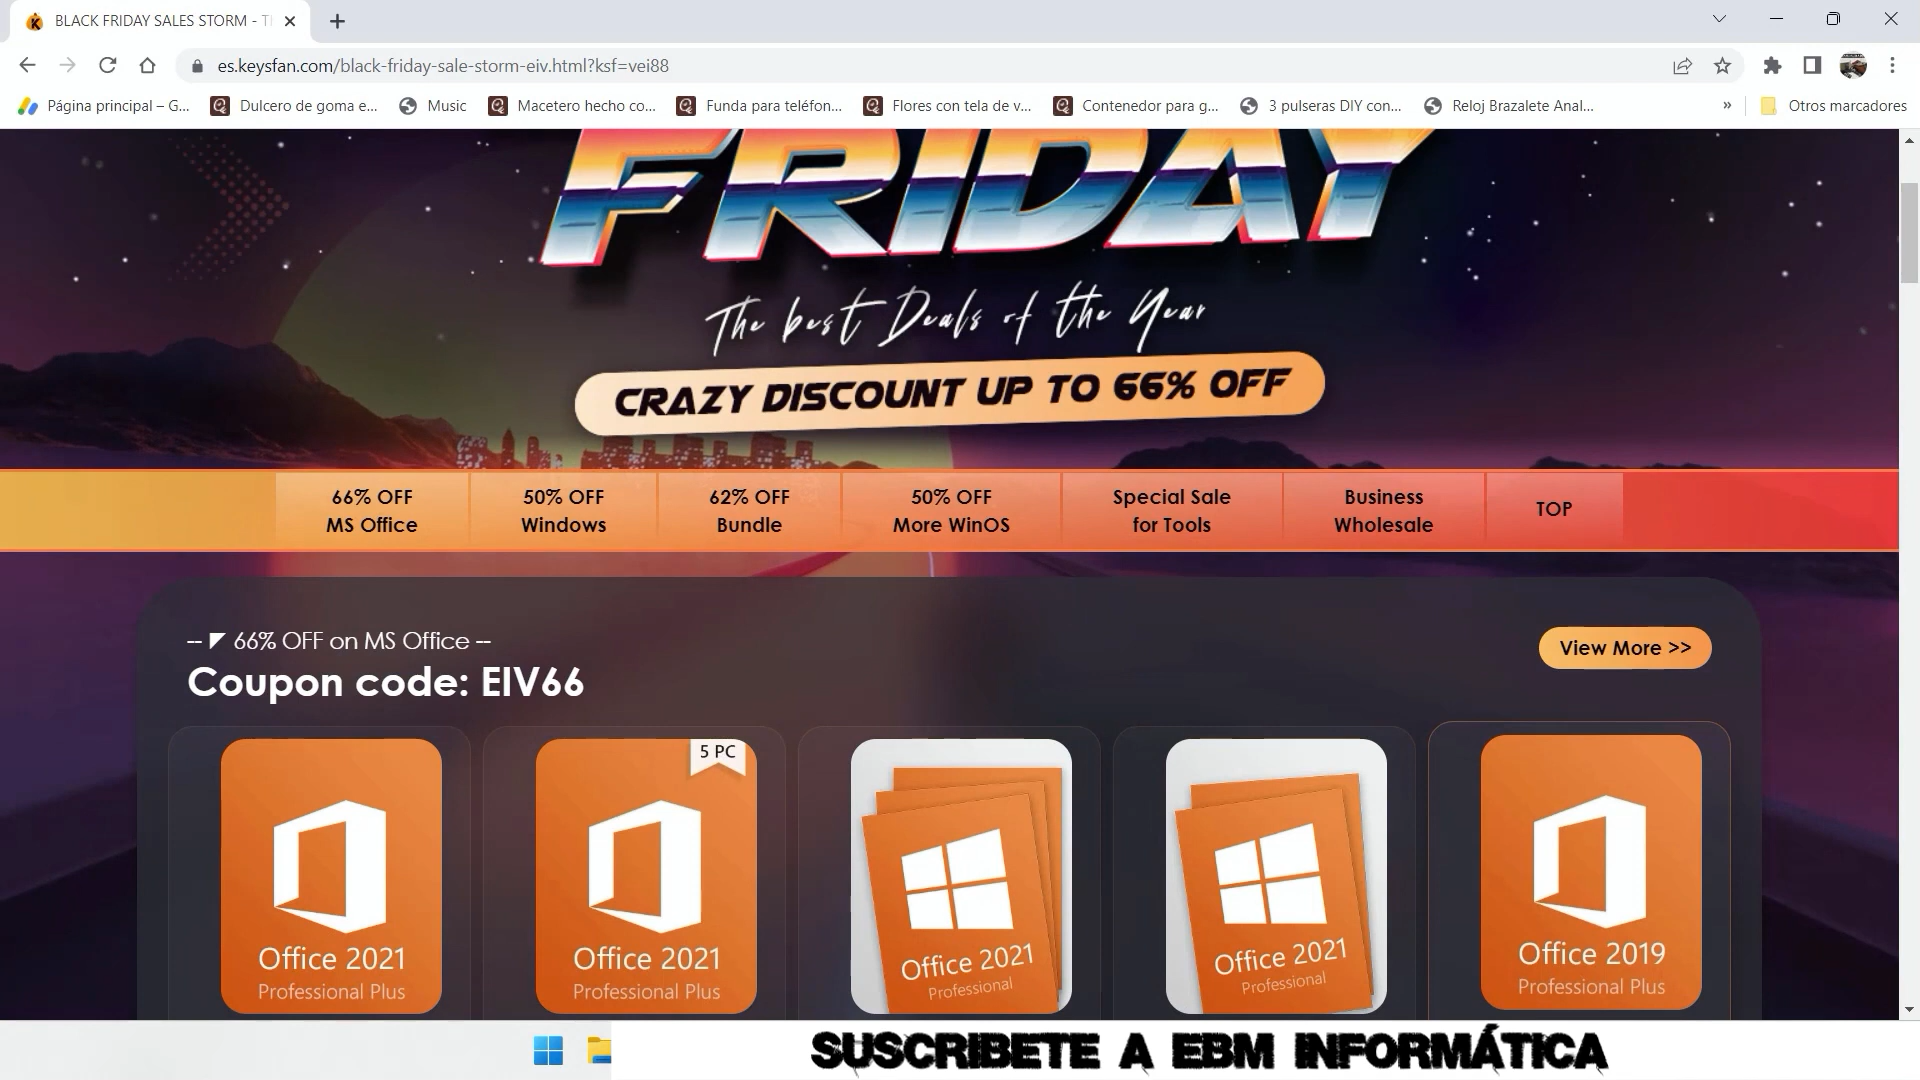 BLACK FRIDAY SALES STORM - TH
es.keysfan.com/black-friday-sale-storm-eiv.html?ksf=vei88
Página principal – G... Dulcero de goma e... Music Macetero hecho co... Funda para teléfon... Flores con tela de v... Contenedor para g... 3 pulseras DIY con... Reloj Brazalete Anal... » Otros marcadores
FRIDAY
The best Deals of the Year
CRAZY DISCOUNT UP TO 66% OFF
66% OFF
MS Office
50% OFF
Windows
62% OFF
Bundle
50% OFF
More WinOS
Special Sale
for Tools
Business
Wholesale
TOP
-- ◤ 66% OFF on MS Office --
Coupon code: EIV66
View More >>
Office 2021
Professional Plus
5 PC
Office 2021
Professional Plus
Office 2021
Professional
Office 2021
Professional
Office 2019
Professional Plus
SUSCRIBETE A EBM INFORMÁTICA